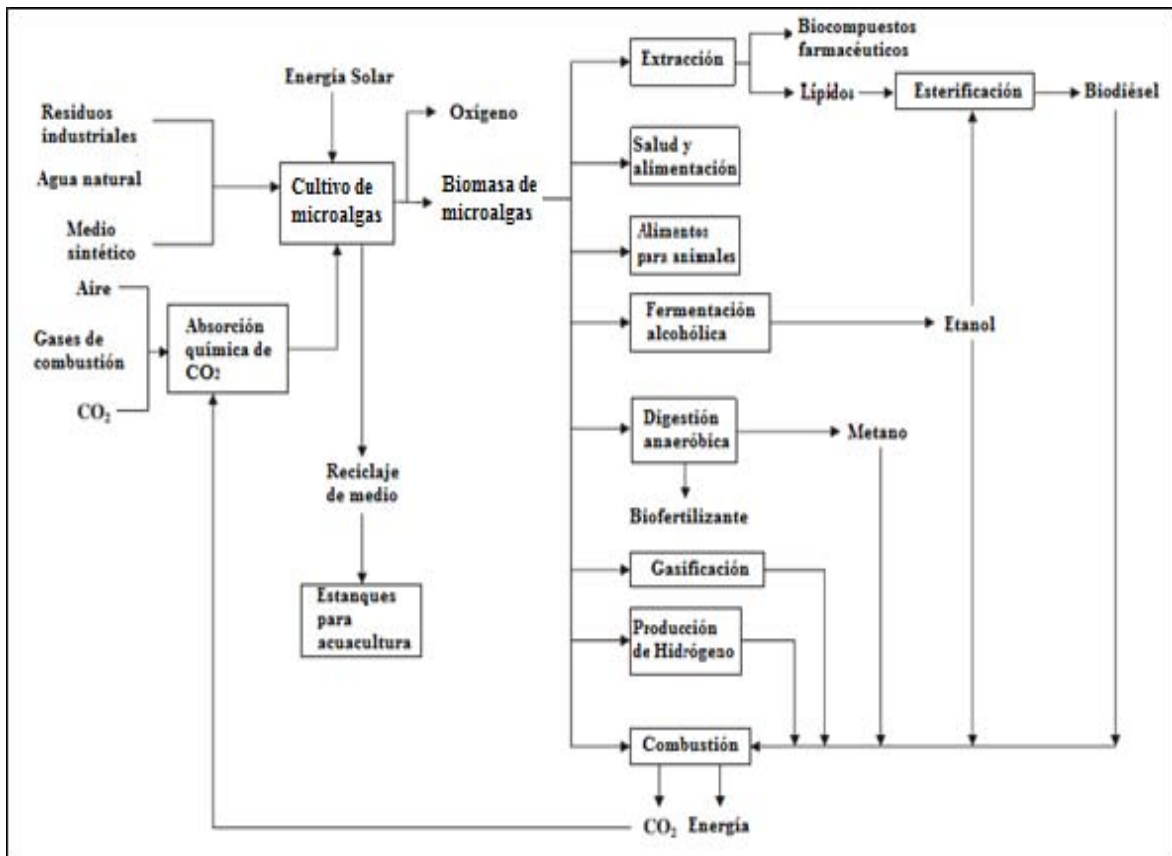 Energía Solar
Residuos
industriales
Agua natural
Medio
sintético
Aire
Gases de
combustión
CO₂
Absorción
química de
CO2
Cultivo de
microalgas
Oxígeno
Biomasa de
microalgas
Reciclaje
de medio
Estanques
para
acuacultura
Extracción
Biocompuestos
farmacéuticos
Lípidos
Esterificación
Biodiésel
Salud y
alimentación
Alimentos
para animales
Fermentación
alcohólica
Etanol
Digestión
anaeróbica
Metano
Biofertilizante
Gasificación
Producción
de Hidrógeno
Combustión
CO₂
Energía